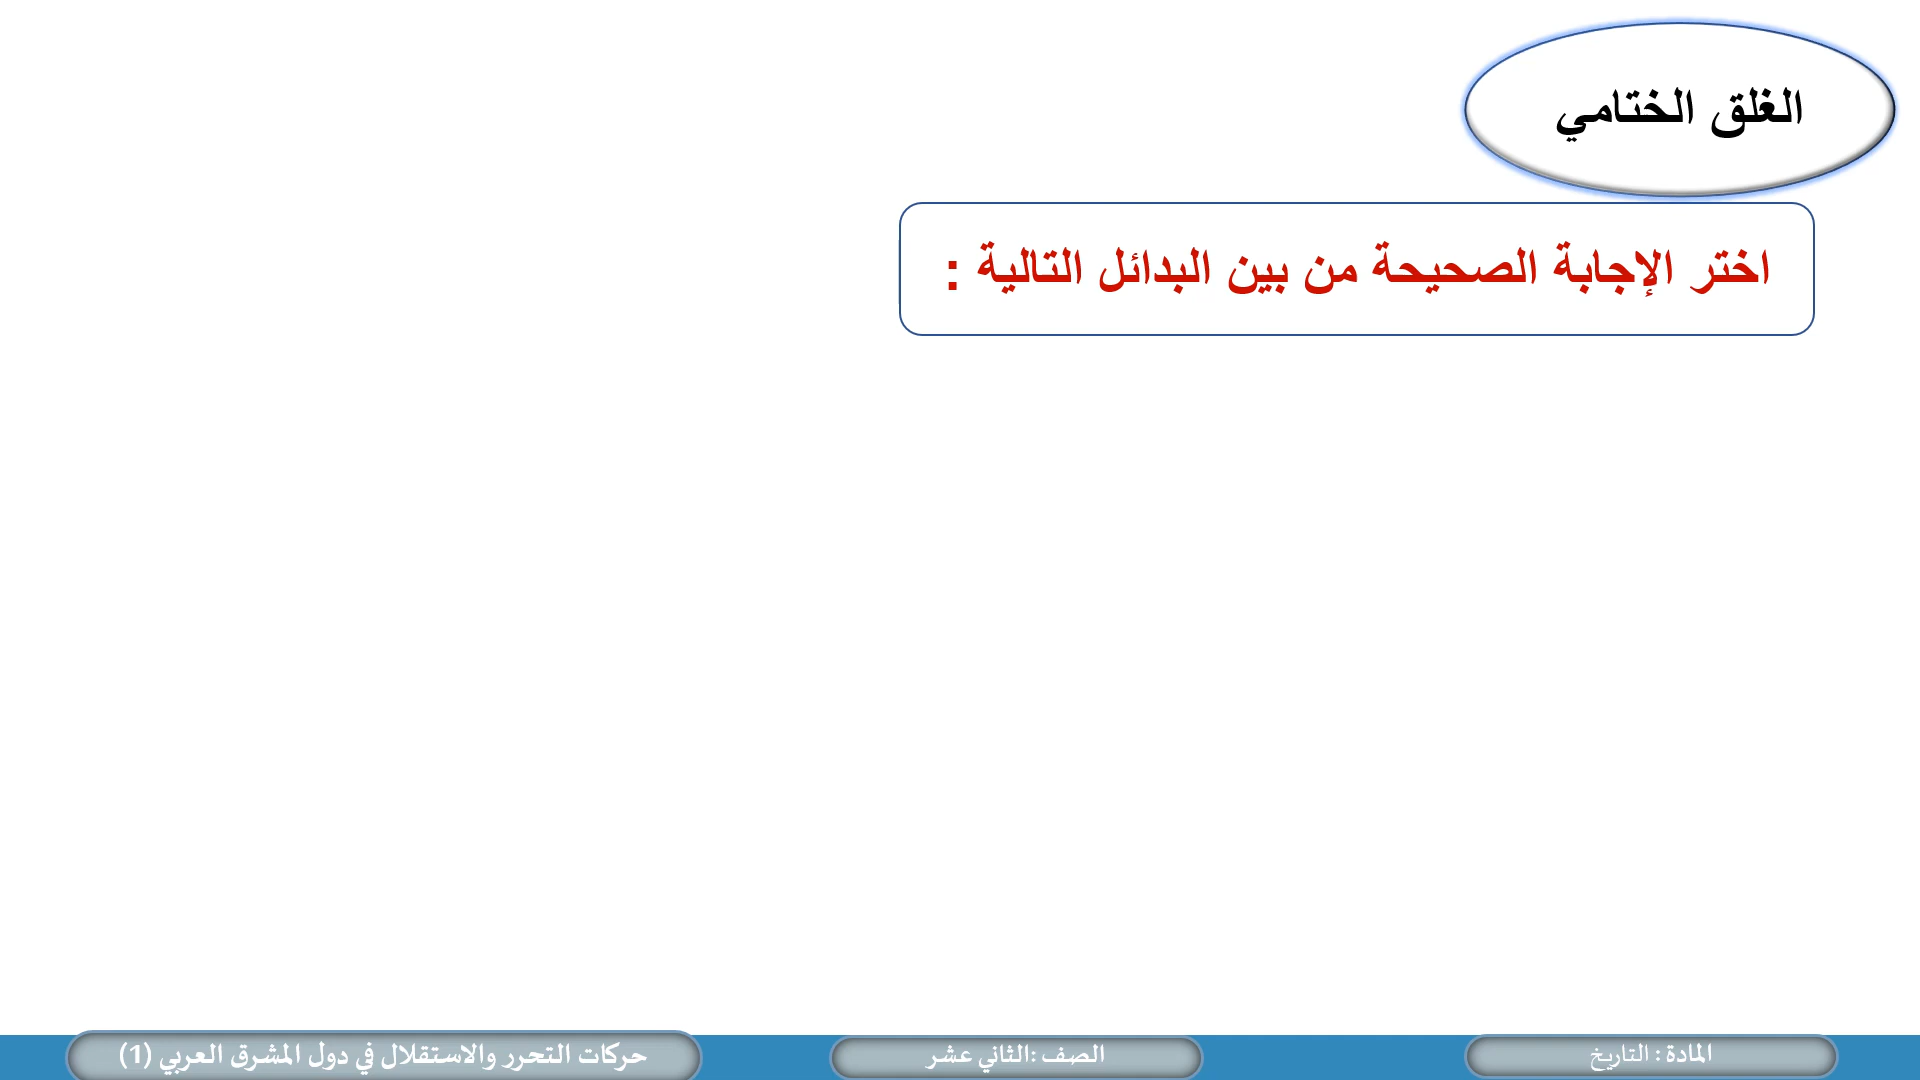 الغلق الختامي
اختر الإجابة الصحيحة من بين البدائل التالية :
المادة : التاريخ
الصف :الثاني عشر
حركات التحرر والاستقلال في دول المشرق العربي (1)